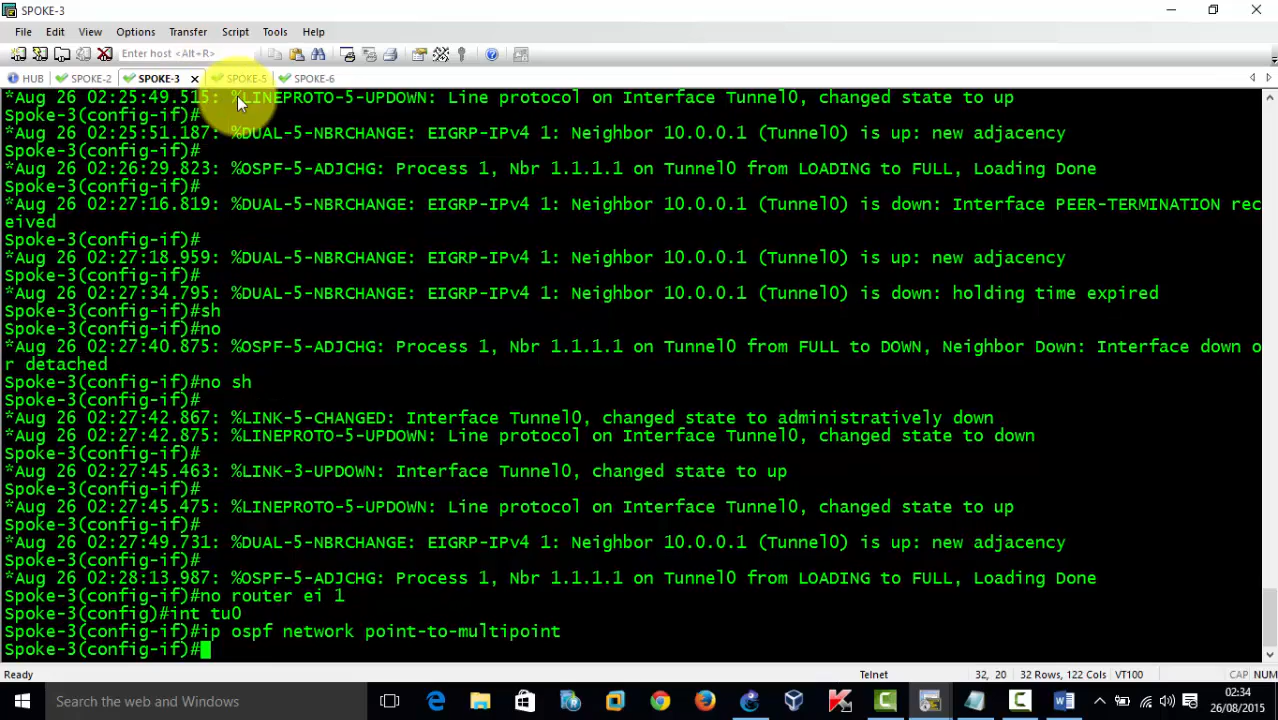 SPOKE-3
File Edit View Options Transfer Script Tools Help
Enter host <Alt+R>
HUB SPOKE-2 SPOKE-3 SPOKE-5 SPOKE-6
*Aug 26 02:25:49.515: %LINEPROTO-5-UPDOWN: Line protocol on Interface Tunnel0, changed state to up
Spoke-3(config-if)#
*Aug 26 02:25:51.187: %DUAL-5-NBRCHANGE: EIGRP-IPv4 1: Neighbor 10.0.0.1 (Tunnel0) is up: new adjacency
Spoke-3(config-if)#
*Aug 26 02:26:29.823: %OSPF-5-ADJCHG: Process 1, Nbr 1.1.1.1 on Tunnel0 from LOADING to FULL, Loading Done
Spoke-3(config-if)#
*Aug 26 02:27:16.819: %DUAL-5-NBRCHANGE: EIGRP-IPv4 1: Neighbor 10.0.0.1 (Tunnel0) is down: Interface PEER-TERMINATION rec
eived
Spoke-3(config-if)#
*Aug 26 02:27:18.959: %DUAL-5-NBRCHANGE: EIGRP-IPv4 1: Neighbor 10.0.0.1 (Tunnel0) is up: new adjacency
Spoke-3(config-if)#
*Aug 26 02:27:34.795: %DUAL-5-NBRCHANGE: EIGRP-IPv4 1: Neighbor 10.0.0.1 (Tunnel0) is down: holding time expired
Spoke-3(config-if)#sh
Spoke-3(config-if)#no
*Aug 26 02:27:40.875: %OSPF-5-ADJCHG: Process 1, Nbr 1.1.1.1 on Tunnel0 from FULL to DOWN, Neighbor Down: Interface down o
r detached
Spoke-3(config-if)#no sh
Spoke-3(config-if)#
*Aug 26 02:27:42.867: %LINK-5-CHANGED: Interface Tunnel0, changed state to administratively down
*Aug 26 02:27:42.875: %LINEPROTO-5-UPDOWN: Line protocol on Interface Tunnel0, changed state to down
Spoke-3(config-if)#
*Aug 26 02:27:45.463: %LINK-3-UPDOWN: Interface Tunnel0, changed state to up
Spoke-3(config-if)#
*Aug 26 02:27:45.475: %LINEPROTO-5-UPDOWN: Line protocol on Interface Tunnel0, changed state to up
Spoke-3(config-if)#
*Aug 26 02:27:49.731: %DUAL-5-NBRCHANGE: EIGRP-IPv4 1: Neighbor 10.0.0.1 (Tunnel0) is up: new adjacency
Spoke-3(config-if)#
*Aug 26 02:28:13.987: %OSPF-5-ADJCHG: Process 1, Nbr 1.1.1.1 on Tunnel0 from LOADING to FULL, Loading Done
Spoke-3(config-if)#no router ei 1
Spoke-3(config)#int tu0
Spoke-3(config-if)#ip ospf network point-to-multipoint
Spoke-3(config-if)#
Ready Telnet 32, 20 32 Rows, 122 Cols VT100 CAP NUM
Search the web and Windows
02:34
26/08/2015